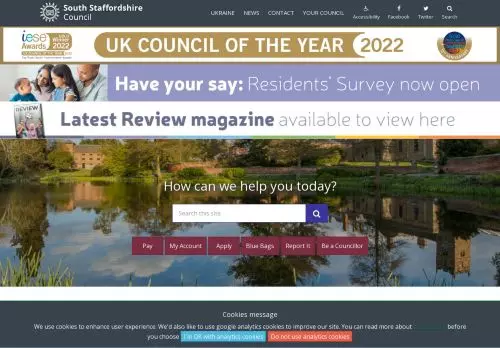 South Staffordshire
Council
UKRAINE NEWS CONTACT YOUR COUNCIL
Accessibility Facebook Twitter Search
iese
Awards
2022
GOLD
Winner
2022
UK COUNCIL OF THE YEAR 2022
Have your say: Residents' Survey now open
REVIEW
Latest Review magazine available to view here
How can we help you today?
Search this site
Pay My Account Apply Blue Bags Report It Be a Councillor
Cookies message
We use cookies to enhance user experience. We'd also like to use google analytics cookies to improve our site. You can read more about before
you choose I'm OK with analytics cookies Do not use analytics cookies